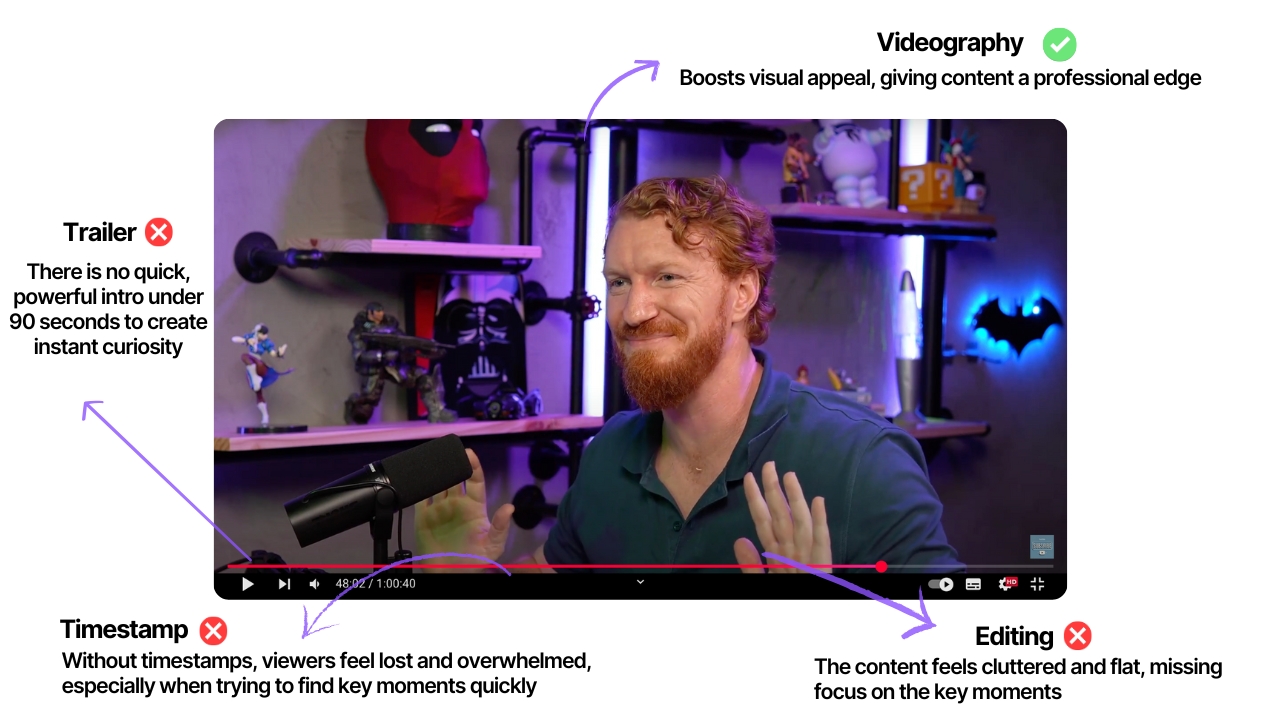 Videography
Boosts visual appeal, giving content a professional edge
Trailer
There is no quick,
powerful intro under
90 seconds to create
instant curiosity
? ?
48:02 / 1:00:40
HD
Timestamp
Without timestamps, viewers feel lost and overwhelmed,
especially when trying to find key moments quickly
Editing
The content feels cluttered and flat, missing
focus on the key moments